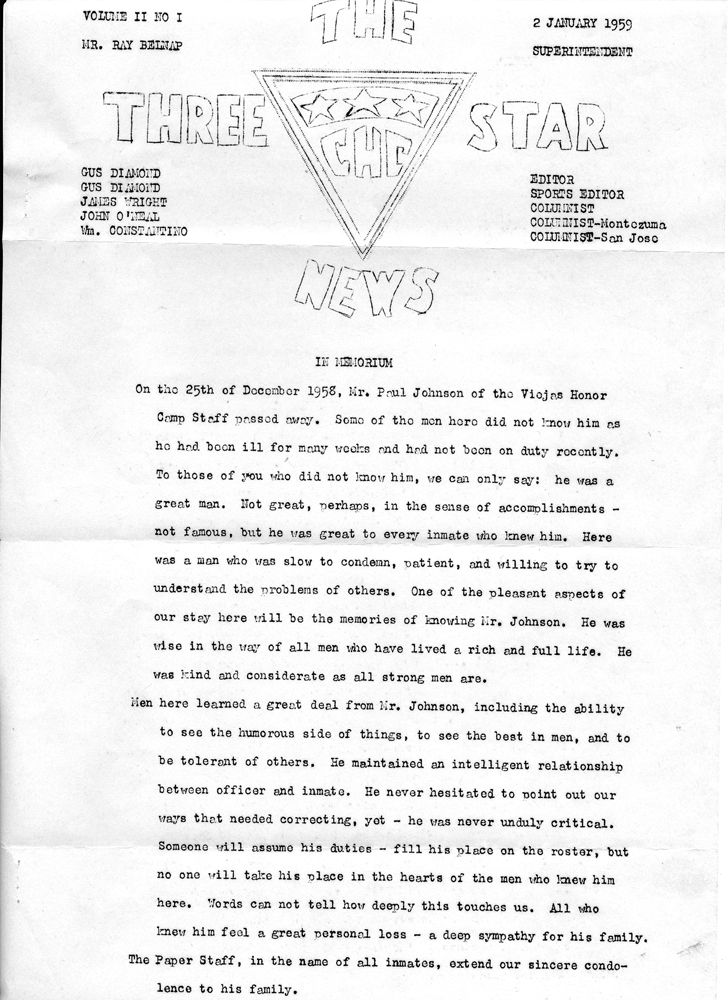 VOLUME II NO I
THE
2 JANUARY 1959
MR. RAY BELNAP
SUPERINTENDENT
THREE
CHC
STAR
GUS DIAMOND
EDITOR
GUS DIAMOND
SPORTS EDITOR
JAMES WRIGHT
COLUMNIST
JOHN O'NEAL
COLUMNIST-Montezuma
Wm. CONSTANTINO
COLUMNIST-San Jose
NEWS
IN MEMORIUM
On the 25th of December 1958, Mr. Paul Johnson of the Viejas Honor
Camp Staff passed away. Some of the men here did not know him as
he had been ill for many weeks and had not been on duty recently.
To those of you who did not know him, we can only say: he was a
great man. Not great, perhaps, in the sense of accomplishments -
not famous, but he was great to every inmate who knew him. Here
was a man who was slow to condemn, patient, and willing to try to
understand the problems of others. One of the pleasant aspects of
our stay here will be the memories of knowing Mr. Johnson. He was
wise in the way of all men who have lived a rich and full life. He
was kind and considerate as all strong men are.
Men here learned a great deal from Mr. Johnson, including the ability
to see the humorous side of things, to see the best in men, and to
be tolerant of others. He maintained an intelligent relationship
between officer and inmate. He never hesitated to point out our
ways that needed correcting, yet - he was never unduly critical.
Someone will assume his duties - fill his place on the roster, but
no one will take his place in the hearts of the men who knew him
here. Words can not tell how deeply this touches us. All who
knew him feel a great personal loss - a deep sympathy for his family.
The Paper Staff, in the name of all inmates, extend our sincere condo-
lence to his family.